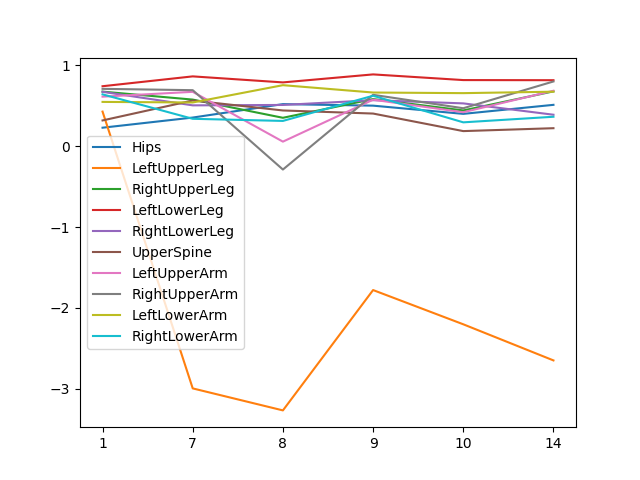 1
0
−1
−2
−3
Hips
LeftUpperLeg
RightUpperLeg
LeftLowerLeg
RightLowerLeg
UpperSpine
LeftUpperArm
RightUpperArm
LeftLowerArm
RightLowerArm
1 7 8 9 10 14